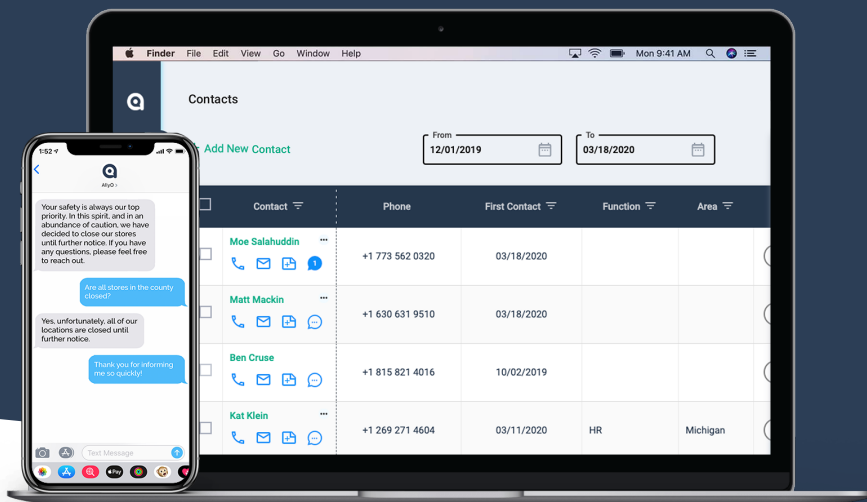 Finder File Edit View Go Window Help Mon 9:41 AM
Contacts
Add New Contact
From
12/01/2019
To
03/18/2020
Contact Phone First Contact Function Area
Moe Salahuddin
1
+1 773 562 0320 03/18/2020
Matt Mackin
+1 630 631 9510 03/18/2020
Ben Cruse
+1 815 821 4016 10/02/2019
Kat Klein
+1 269 271 4604 03/11/2020 HR Michigan
1:52
AllyO >
Your safety is always our top
priority. In this spirit, and in an
abundance of caution, we have
decided to close our stores
until further notice. If you have
any questions, please feel free
to reach out.
Are all stores in the county
closed?
Yes, unfortunately, all of our
locations are closed until
further notice.
Thank you for informing
me so quickly!
Text Message
Pay